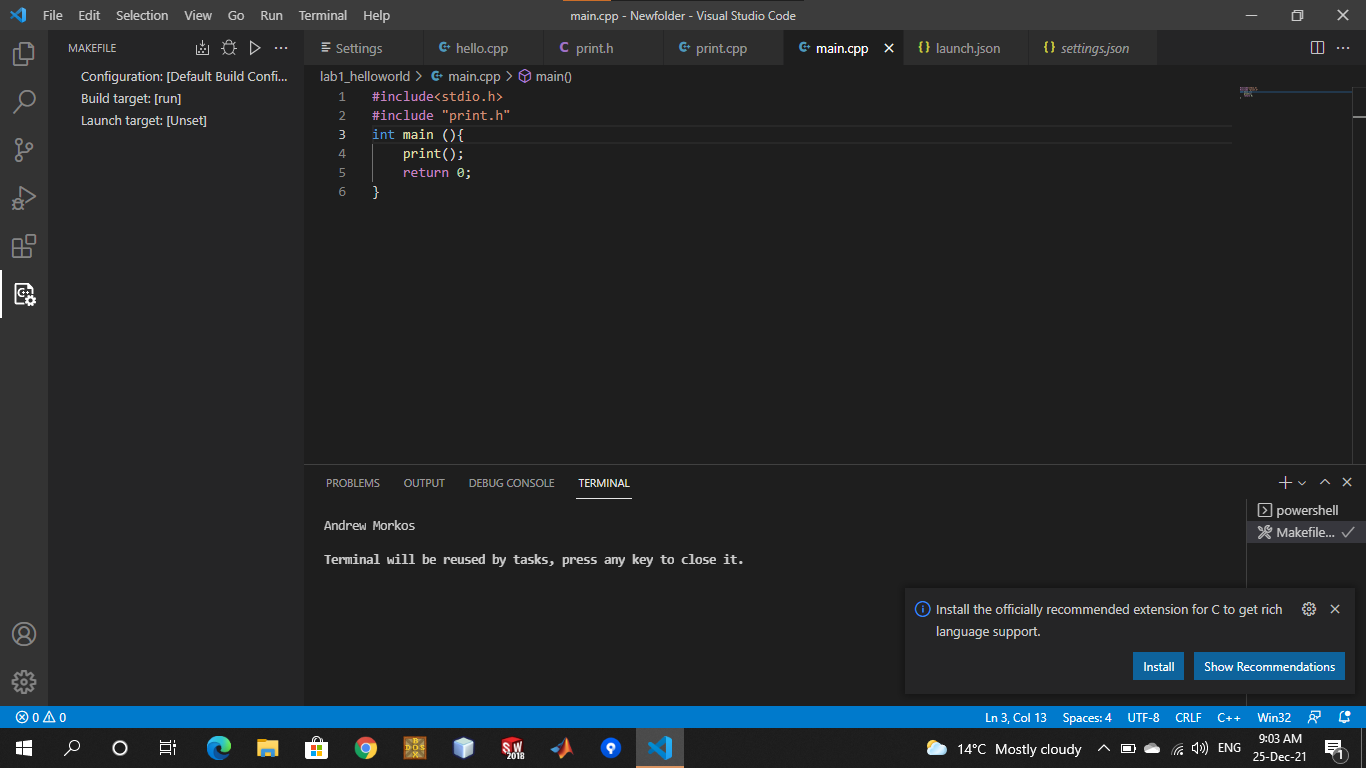 File Edit Selection View Go Run Terminal Help
main.cpp - Newfolder - Visual Studio Code
MAKEFILE
Configuration: [Default Build Confi...
Build target: [run]
Launch target: [Unset]
Settings
hello.cpp
print.h
print.cpp
main.cpp
launch.json
settings.json
lab1_helloworld > main.cpp > main()
1 #include<stdio.h>
2 #include "print.h"
3 int main (){
4 print();
5 return 0;
6 }
PROBLEMS OUTPUT DEBUG CONSOLE TERMINAL
Andrew Morkos
Terminal will be reused by tasks, press any key to close it.
powershell
Makefile...
Install the officially recommended extension for C to get rich
language support.
Install
Show Recommendations
0 0
Ln 3, Col 13 Spaces: 4 UTF-8 CRLF C++ Win32
DOS
SW
2018
14°C Mostly cloudy
ENG
9:03 AM
25-Dec-21
1